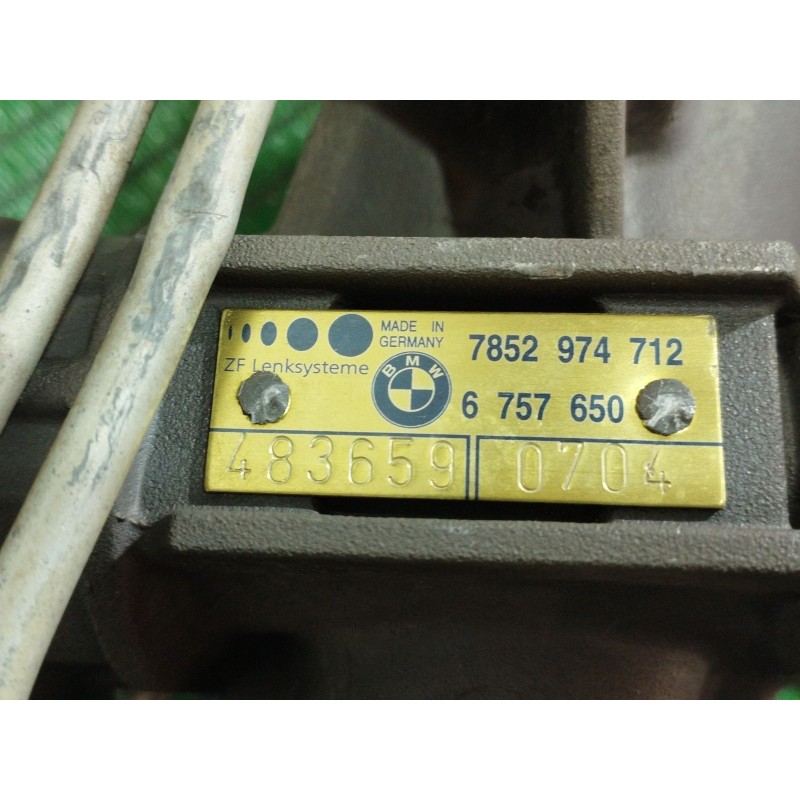 MADE IN
GERMANY
7852 974 712
ZF Lenksysteme
BMW
6 757 650
483659 0704